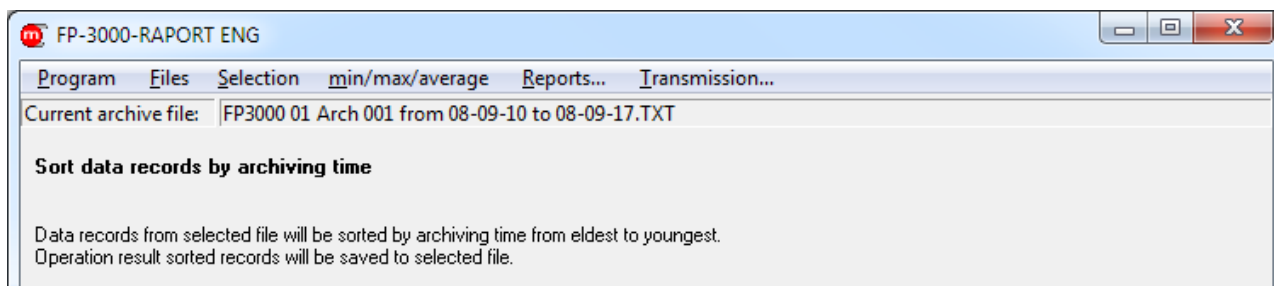 FP-3000-RAPORT ENG
Program Files Selection min/max/average Reports... Transmission...
Current archive file: FP3000 01 Arch 001 from 08-09-10 to 08-09-17.TXT
Sort data records by archiving time
Data records from selected file will be sorted by archiving time from eldest to youngest.
Operation result sorted records will be saved to selected file.